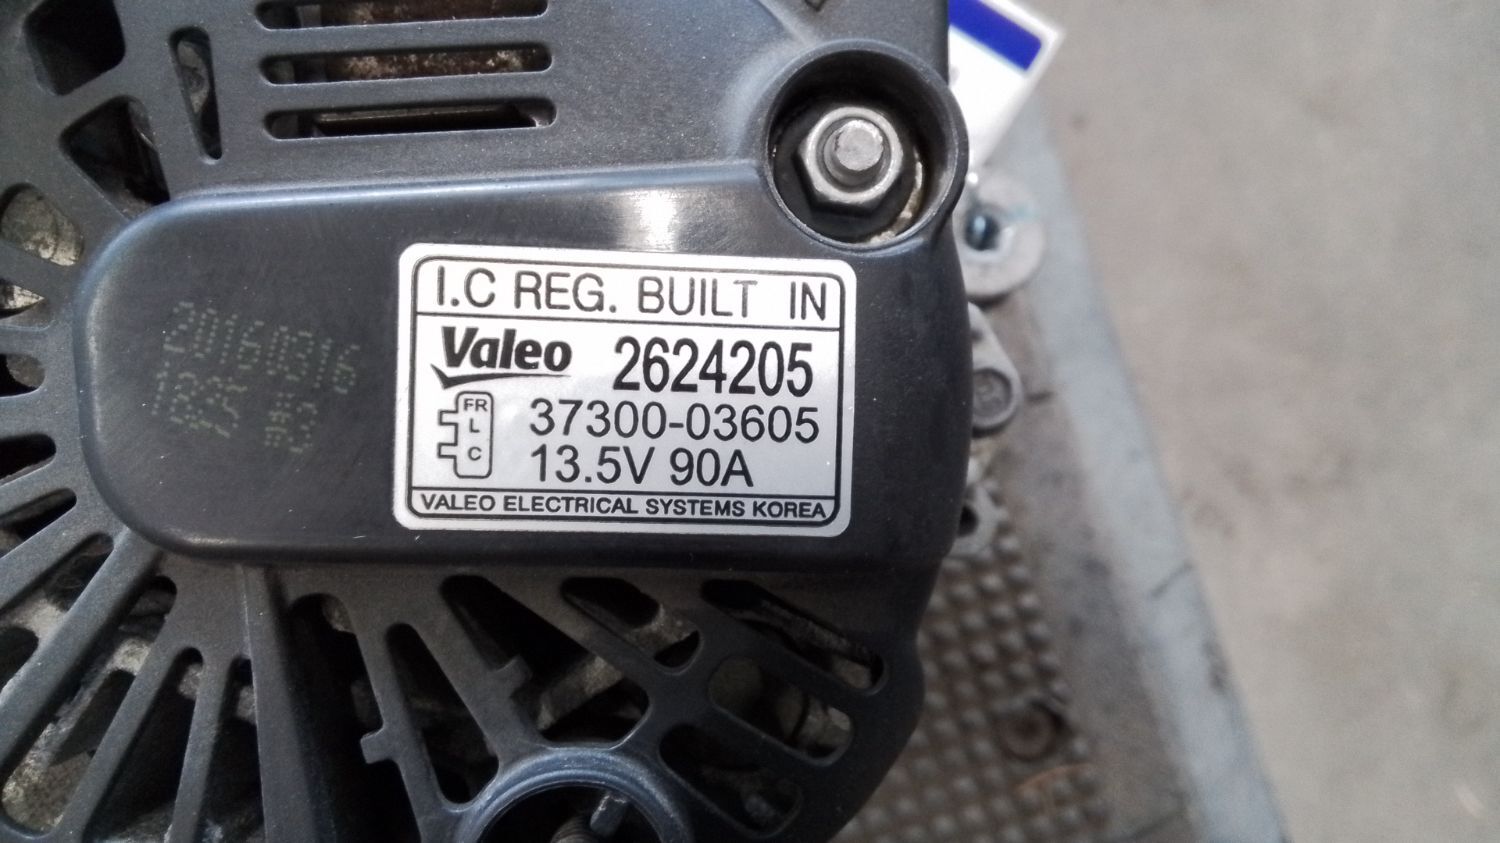 I.C REG. BUILT IN
Valeo 2624205
FR
L
C
37300-03605
13.5V 90A
VALEO ELECTRICAL SYSTEMS KOREA